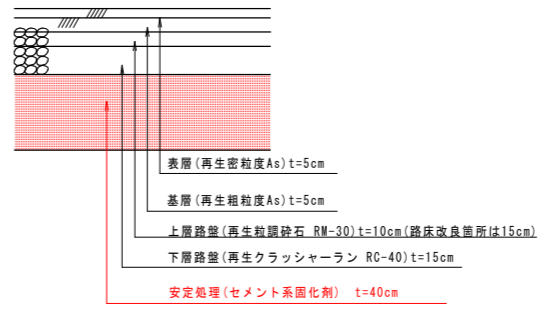 表層(再生密粒度As)t=5cm
基層(再生粗粒度As)t=5cm
上層路盤(再生粒調砕石 RM-30)t=10cm(路床改良箇所は15cm)
下層路盤(再生クラッシャーラン RC-40)t=15cm
安定処理(セメント系固化剤) t=40cm